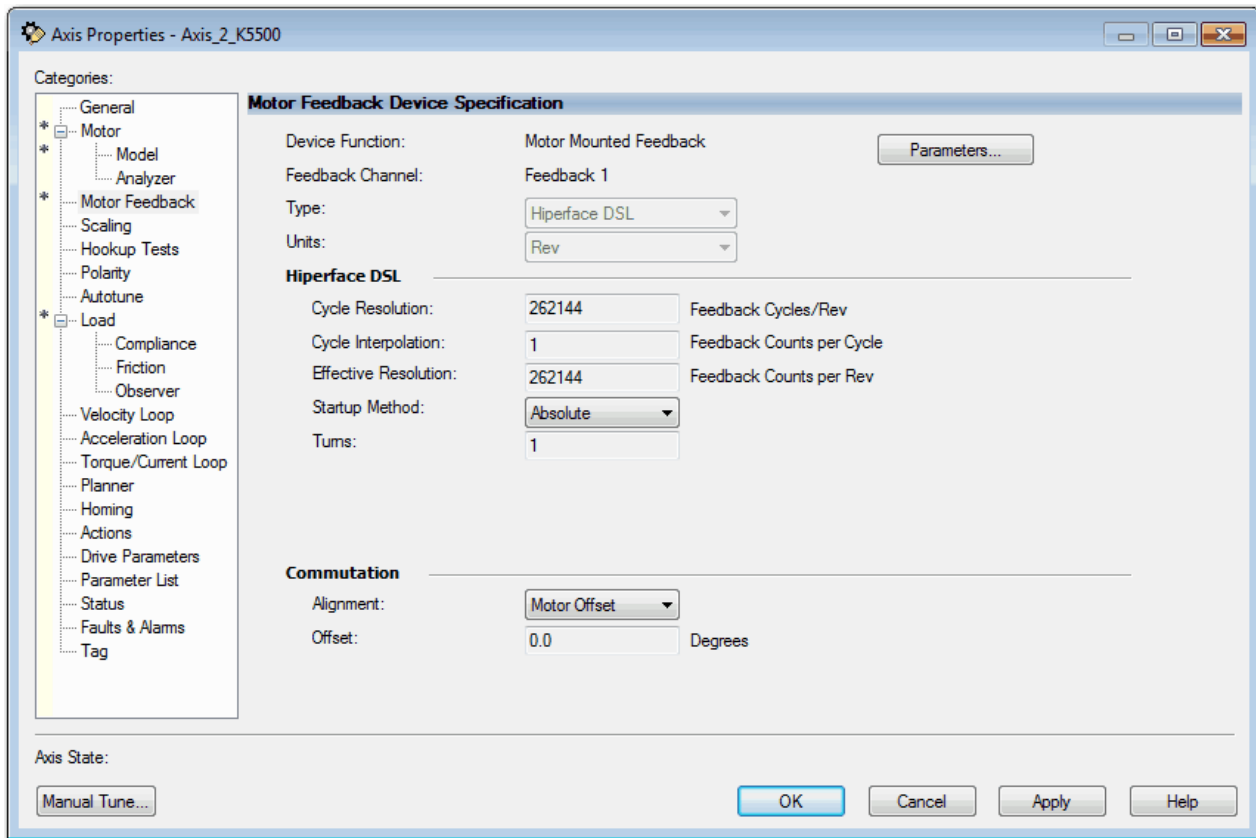 Axis Properties - Axis_2_K5500
Categories:
General
* Motor
* Model
Analyzer
* Motor Feedback
Scaling
Hookup Tests
Polarity
Autotune
* Load
Compliance
Friction
Observer
Velocity Loop
Acceleration Loop
Torque/Current Loop
Planner
Homing
Actions
Drive Parameters
Parameter List
Status
Faults & Alarms
Tag
Motor Feedback Device Specification
Device Function: Motor Mounted Feedback Parameters...
Feedback Channel: Feedback 1
Type: Hiperface DSL
Units: Rev
Hiperface DSL
Cycle Resolution: 262144 Feedback Cycles/Rev
Cycle Interpolation: 1 Feedback Counts per Cycle
Effective Resolution: 262144 Feedback Counts per Rev
Startup Method: Absolute
Turns: 1
Commutation
Alignment: Motor Offset
Offset: 0.0 Degrees
Axis State:
Manual Tune... OK Cancel Apply Help